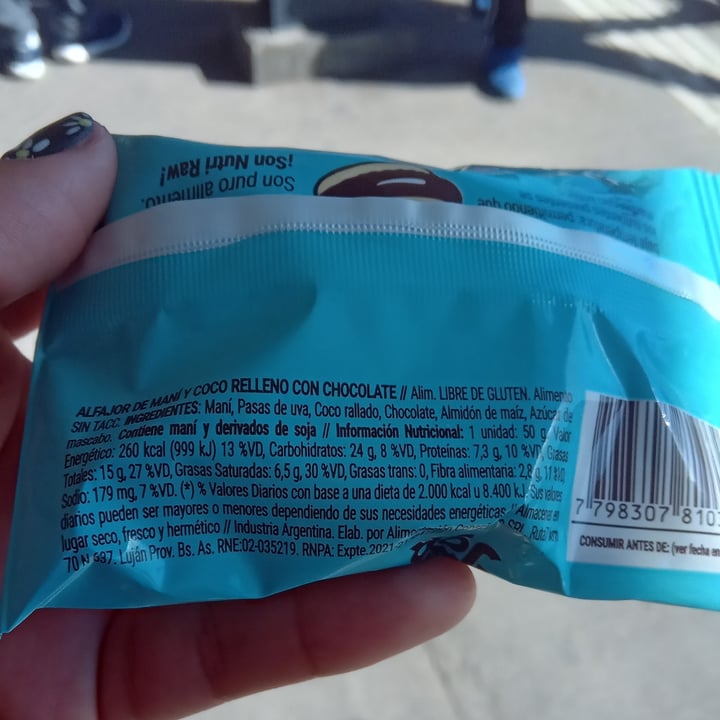 ¡Son Nutri Raw!
Son puro alimento.
ALFAJOR DE MANÍ Y COCO RELLENO CON CHOCOLATE // Alim. LIBRE DE GLUTEN. Alimento
SIN TACC. INGREDIENTES: Maní, Pasas de uva, Coco rallado, Chocolate, Almidón de maíz, Azúcar de
mascabo. Contiene maní y derivados de soja // Información Nutricional: 1 unidad: 50 g. Valor
Energético: 260 kcal (999 kJ) 13 %VD, Carbohidratos: 24 g, 8 %VD, Proteínas: 7,3 g, 10 %VD, Grasas
Totales: 15 g, 27 %VD, Grasas Saturadas: 6,5 g, 30 %VD, Grasas trans: 0, Fibra alimentaria: 2,8 g, 11 %VD,
Sodio: 179 mg, 7 %VD. (*) % Valores Diarios con base a una dieta de 2.000 kcal u 8.400 kJ. Sus valores
diarios pueden ser mayores o menores dependiendo de sus necesidades energéticas. // Almacenar en
lugar seco, fresco y hermético // Industria Argentina. Elab. por SRL. Ruta 7 km
70 N 997. Luján Prov. Bs. As. RNE:02-035219. RNPA: Expte.2021
7 798307 810
CONSUMIR ANTES DE: (ver fecha en